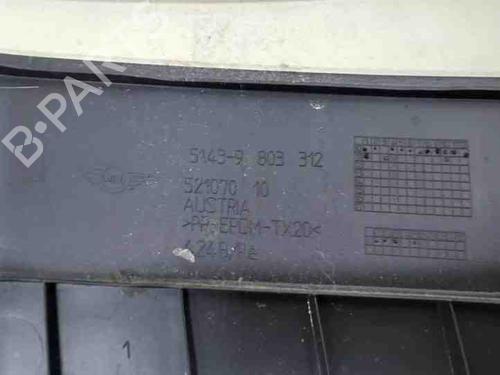 B-PARTS
5143-9 803 312
521070 10
AUSTRIA
>PP-EPDM-TX20<
1